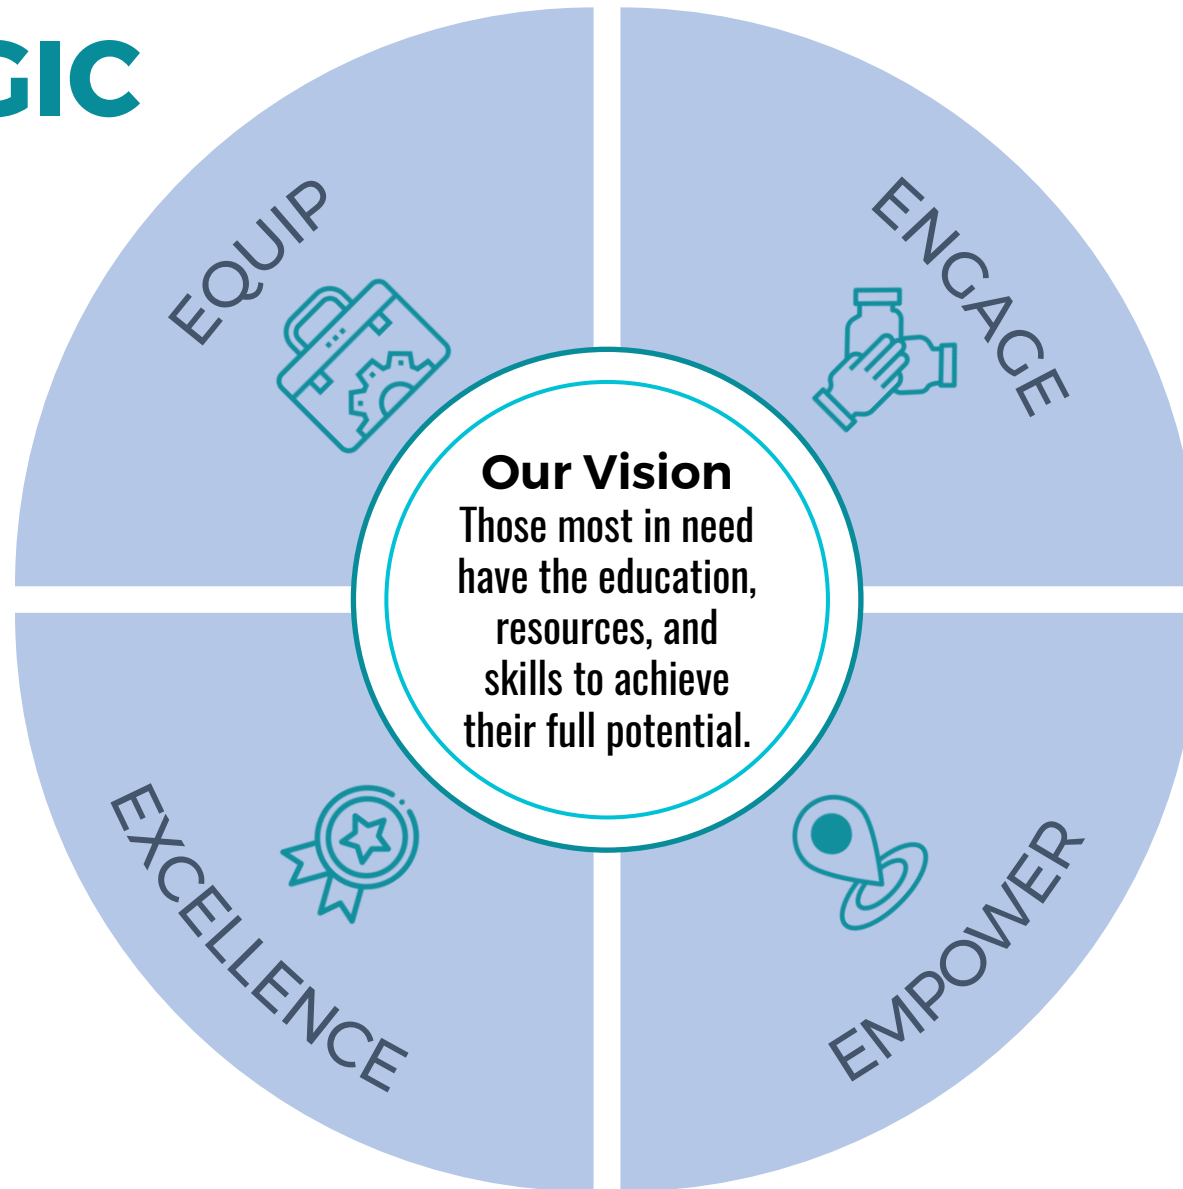 GIC
EQUIP
ENGAGE
Our Vision
Those most in need
have the education,
resources, and
skills to achieve
their full potential.
EXCELLENCE
EMPOWER